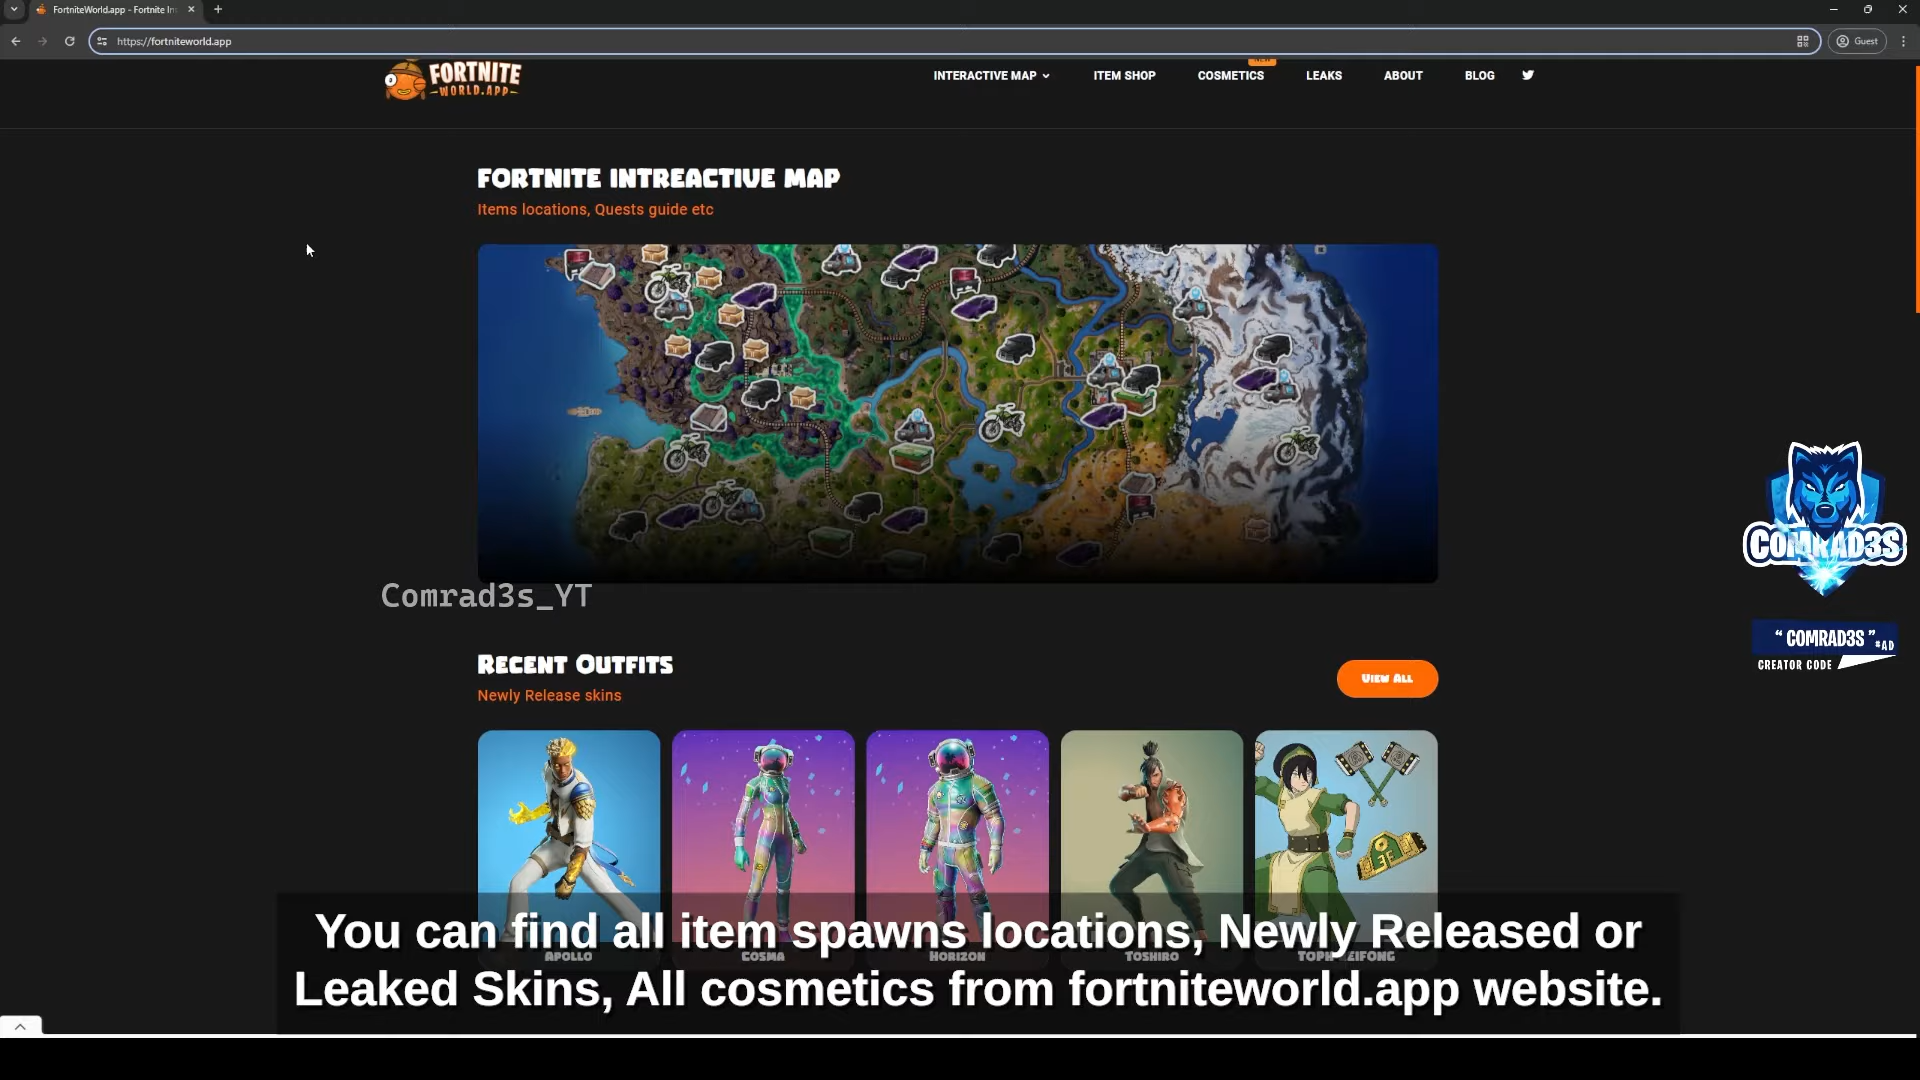 FortniteWorld.app - Fortnite In
https://fortniteworld.app
Guest
FORTNITE
WORLD.APP
INTERACTIVE MAP
ITEM SHOP
COSMETICS
NEW
LEAKS
ABOUT
BLOG
FORTNITE INTREACTIVE MAP
Items locations, Quests guide etc
Comrad3s_YT
COMRAD3S
“ COMRAD3S ” #AD
CREATOR CODE
RECENT OUTFITS
Newly Release skins
VIEW ALL
APOLLO
COSMA
HORIZON
TOSHIRO
TOPH BEIFONG
You can find all item spawns locations, Newly Released or
Leaked Skins, All cosmetics from fortniteworld.app website.